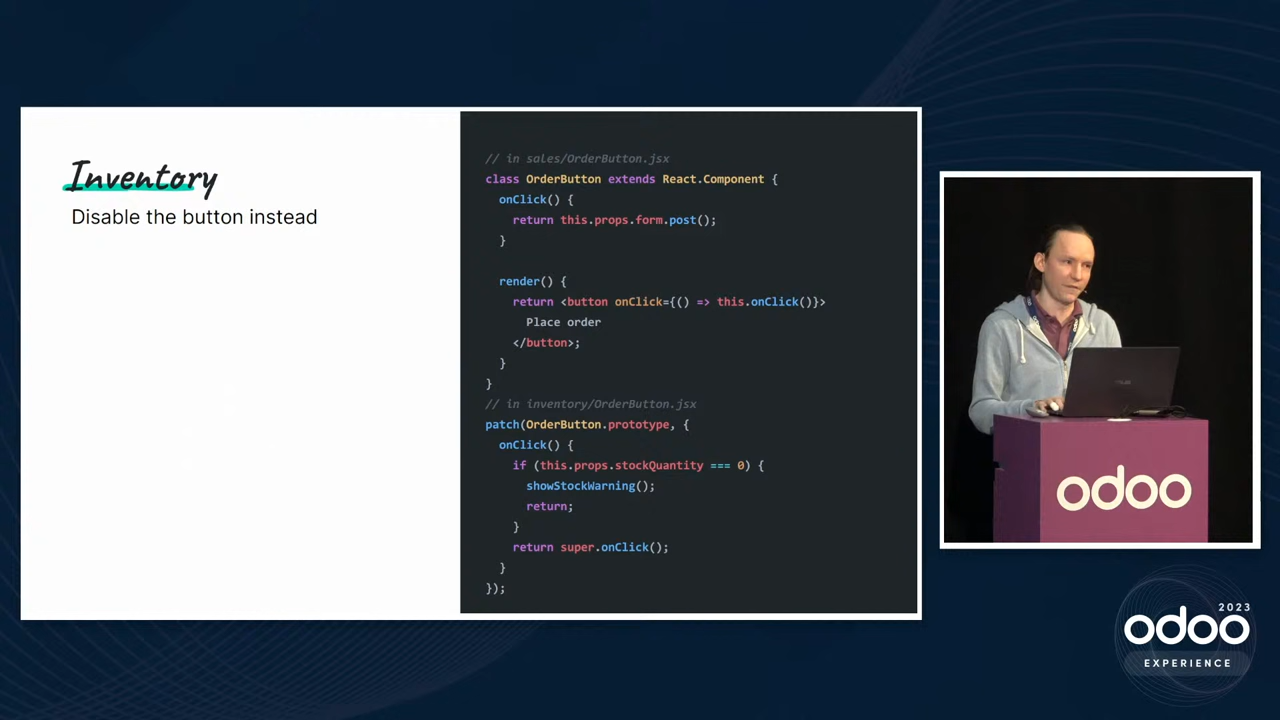 Inventory
Disable the button instead
// in sales/OrderButton.jsx
class OrderButton extends React.Component {
  onClick() {
    return this.props.form.post();
  }

  render() {
    return <button onClick={() => this.onClick()}>
      Place order
    </button>;
  }
}
// in inventory/OrderButton.jsx
patch(OrderButton.prototype, {
  onClick() {
    if (this.props.stockQuantity === 0) {
      showStockWarning();
      return;
    }
    return super.onClick();
  }
});
odoo
2023
odoo
EXPERIENCE